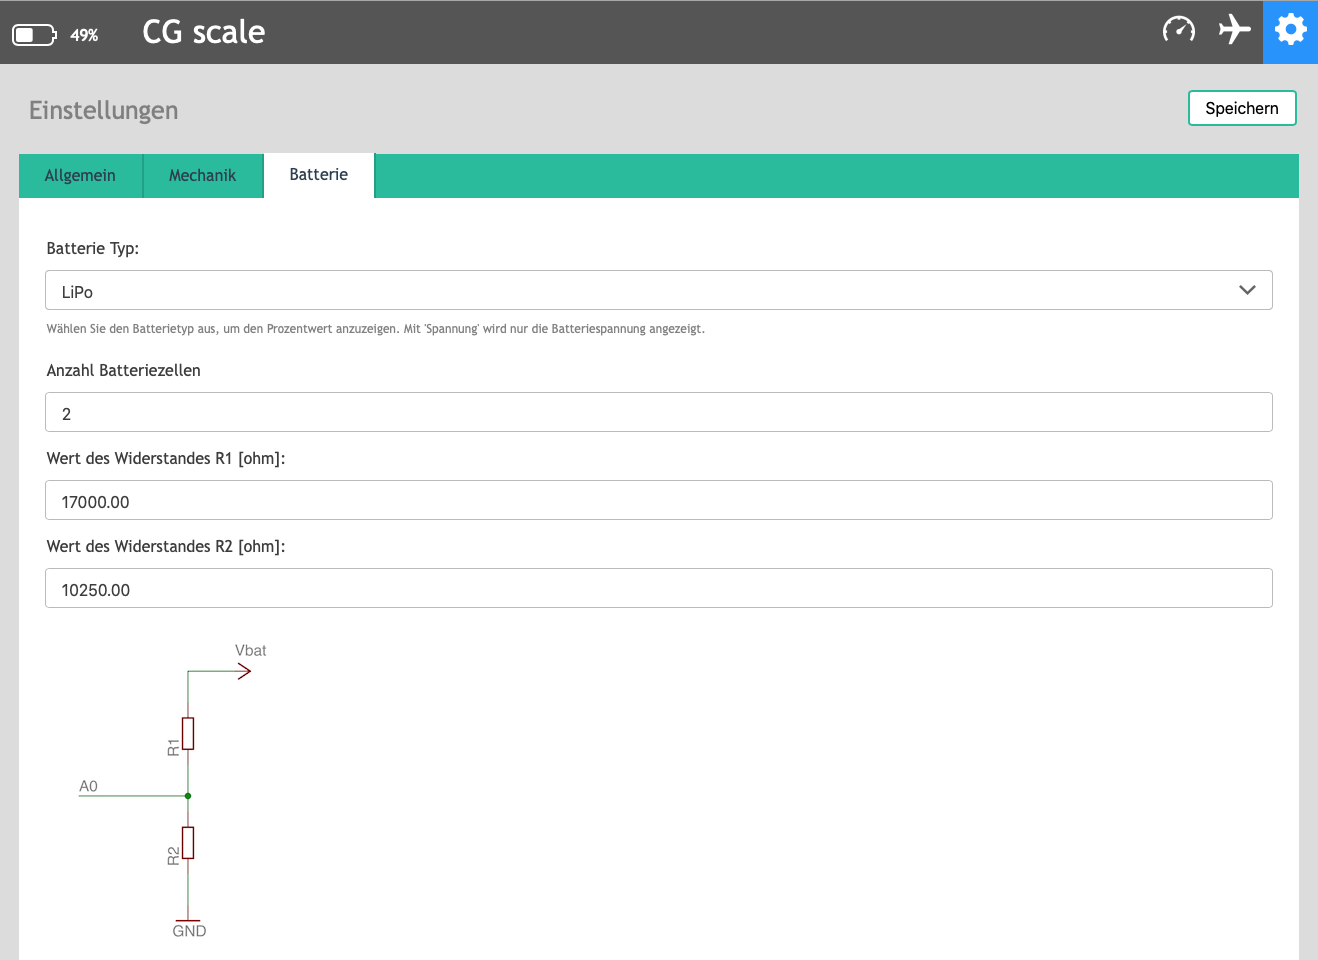 49%
CG scale
Einstellungen
Speichern
Allgemein
Mechanik
Batterie
Batterie Typ:
LiPo
Wählen Sie den Batterietyp aus, um den Prozentwert anzuzeigen. Mit 'Spannung' wird nur die Batteriespannung angezeigt.
Anzahl Batteriezellen
2
Wert des Widerstandes R1 [ohm]:
17000.00
Wert des Widerstandes R2 [ohm]:
10250.00
Vbat
R1
A0
R2
GND